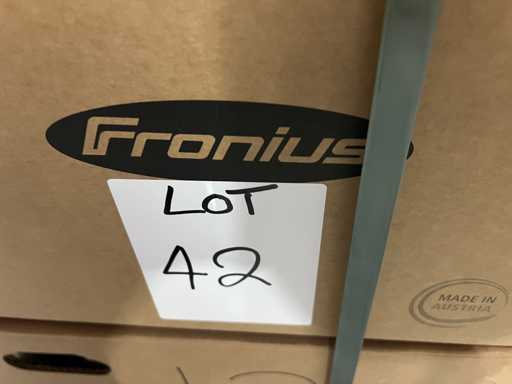 Fronius
LOT
42
MADE IN
AUSTRIA